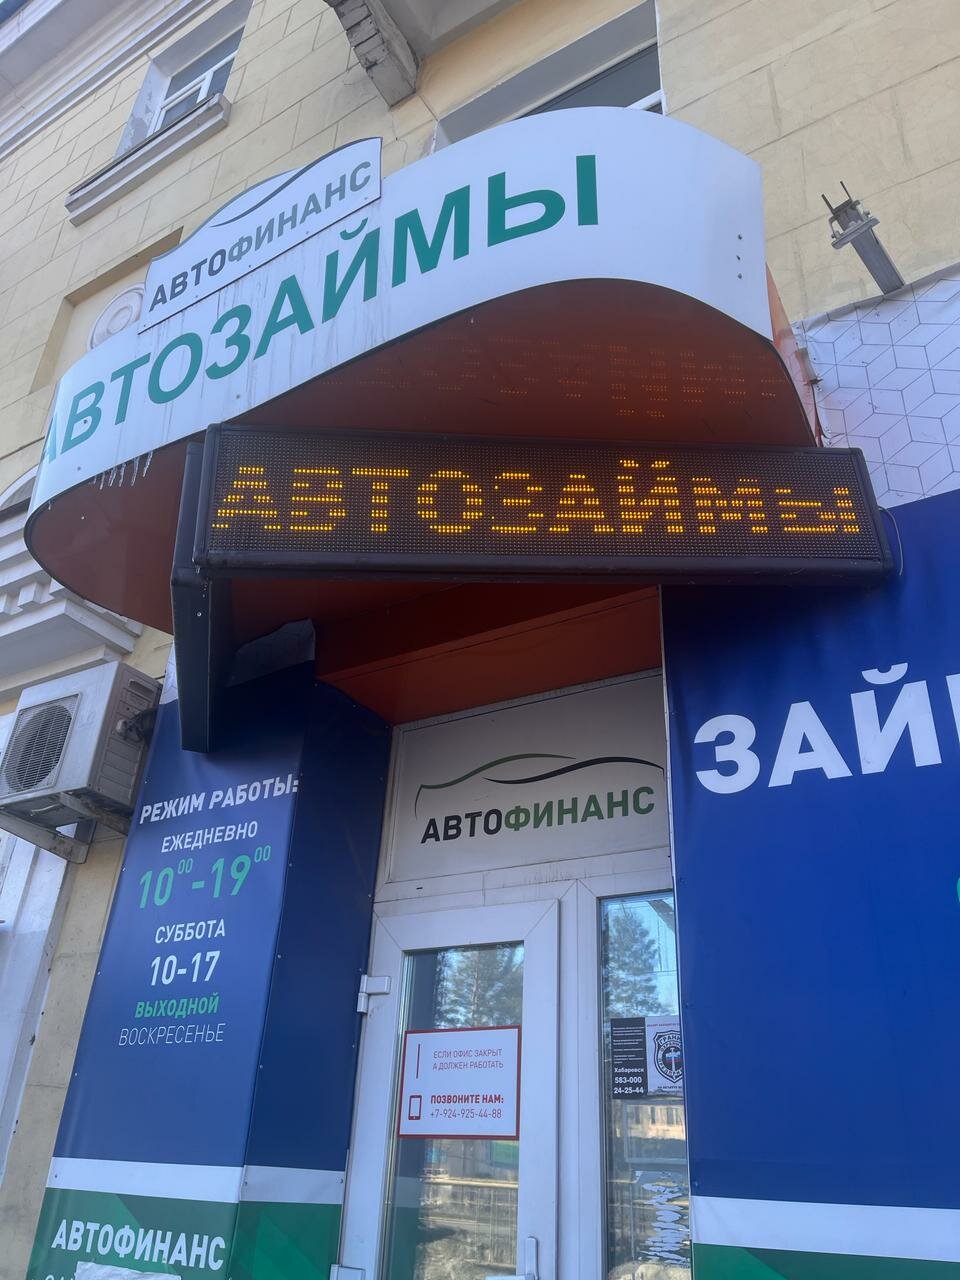 АВТОФИНАНС
АВТОЗАЙМЫ
АВТОЗАЙМЫ
ЗАЙ
АВТОФИНАНС
РЕЖИМ РАБОТЫ:
ЕЖЕДНЕВНО
10⁰⁰-19⁰⁰
СУББОТА
10-17
ВЫХОДНОЙ
ВОСКРЕСЕНЬЕ
ЕСЛИ ОФИС ЗАКРЫТ
А ДОЛЖЕН РАБОТАТЬ
ПОЗВОНИТЕ НАМ:
+7-924-925-44-88
Хабаровск
583-000
24-25-44
АВТОФИНАНС